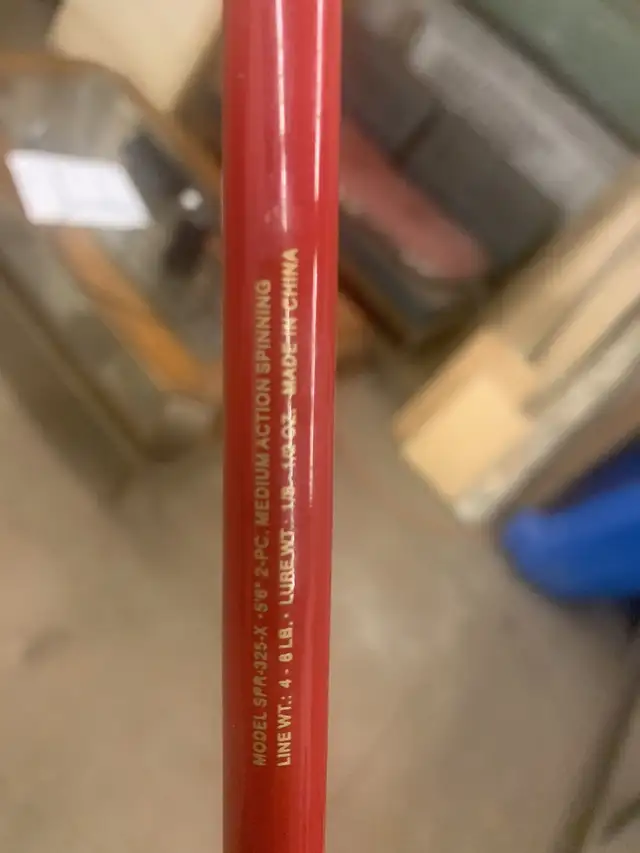 MODEL SPR-325-X · 5'6" 2-PC. MEDIUM ACTION SPINNING
LINE WT.: 4 - 8 LB. · LURE WT.: 1/8 - 1/2 OZ. MADE IN CHINA